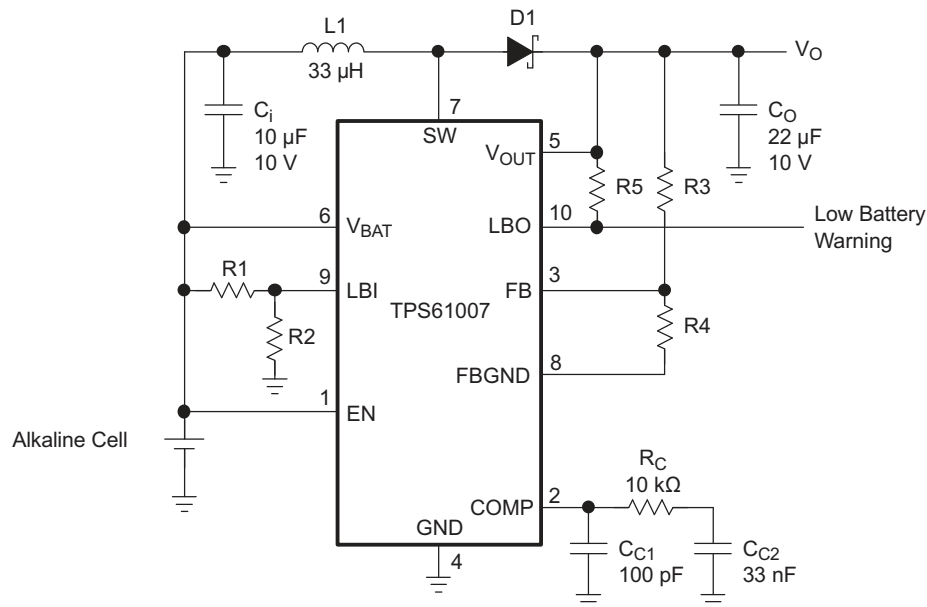 L1
33 µH
D1
VO
Ci
10 µF
10 V
7
SW
CO
22 µF
10 V
VOUT
5
R5
R3
6
VBAT
LBO
10
Low Battery
Warning
R1
9
LBI
TPS61007
FB
3
R2
R4
FBGND
8
1
EN
Alkaline Cell
RC
10 kΩ
COMP
2
GND
4
CC1
100 pF
CC2
33 nF